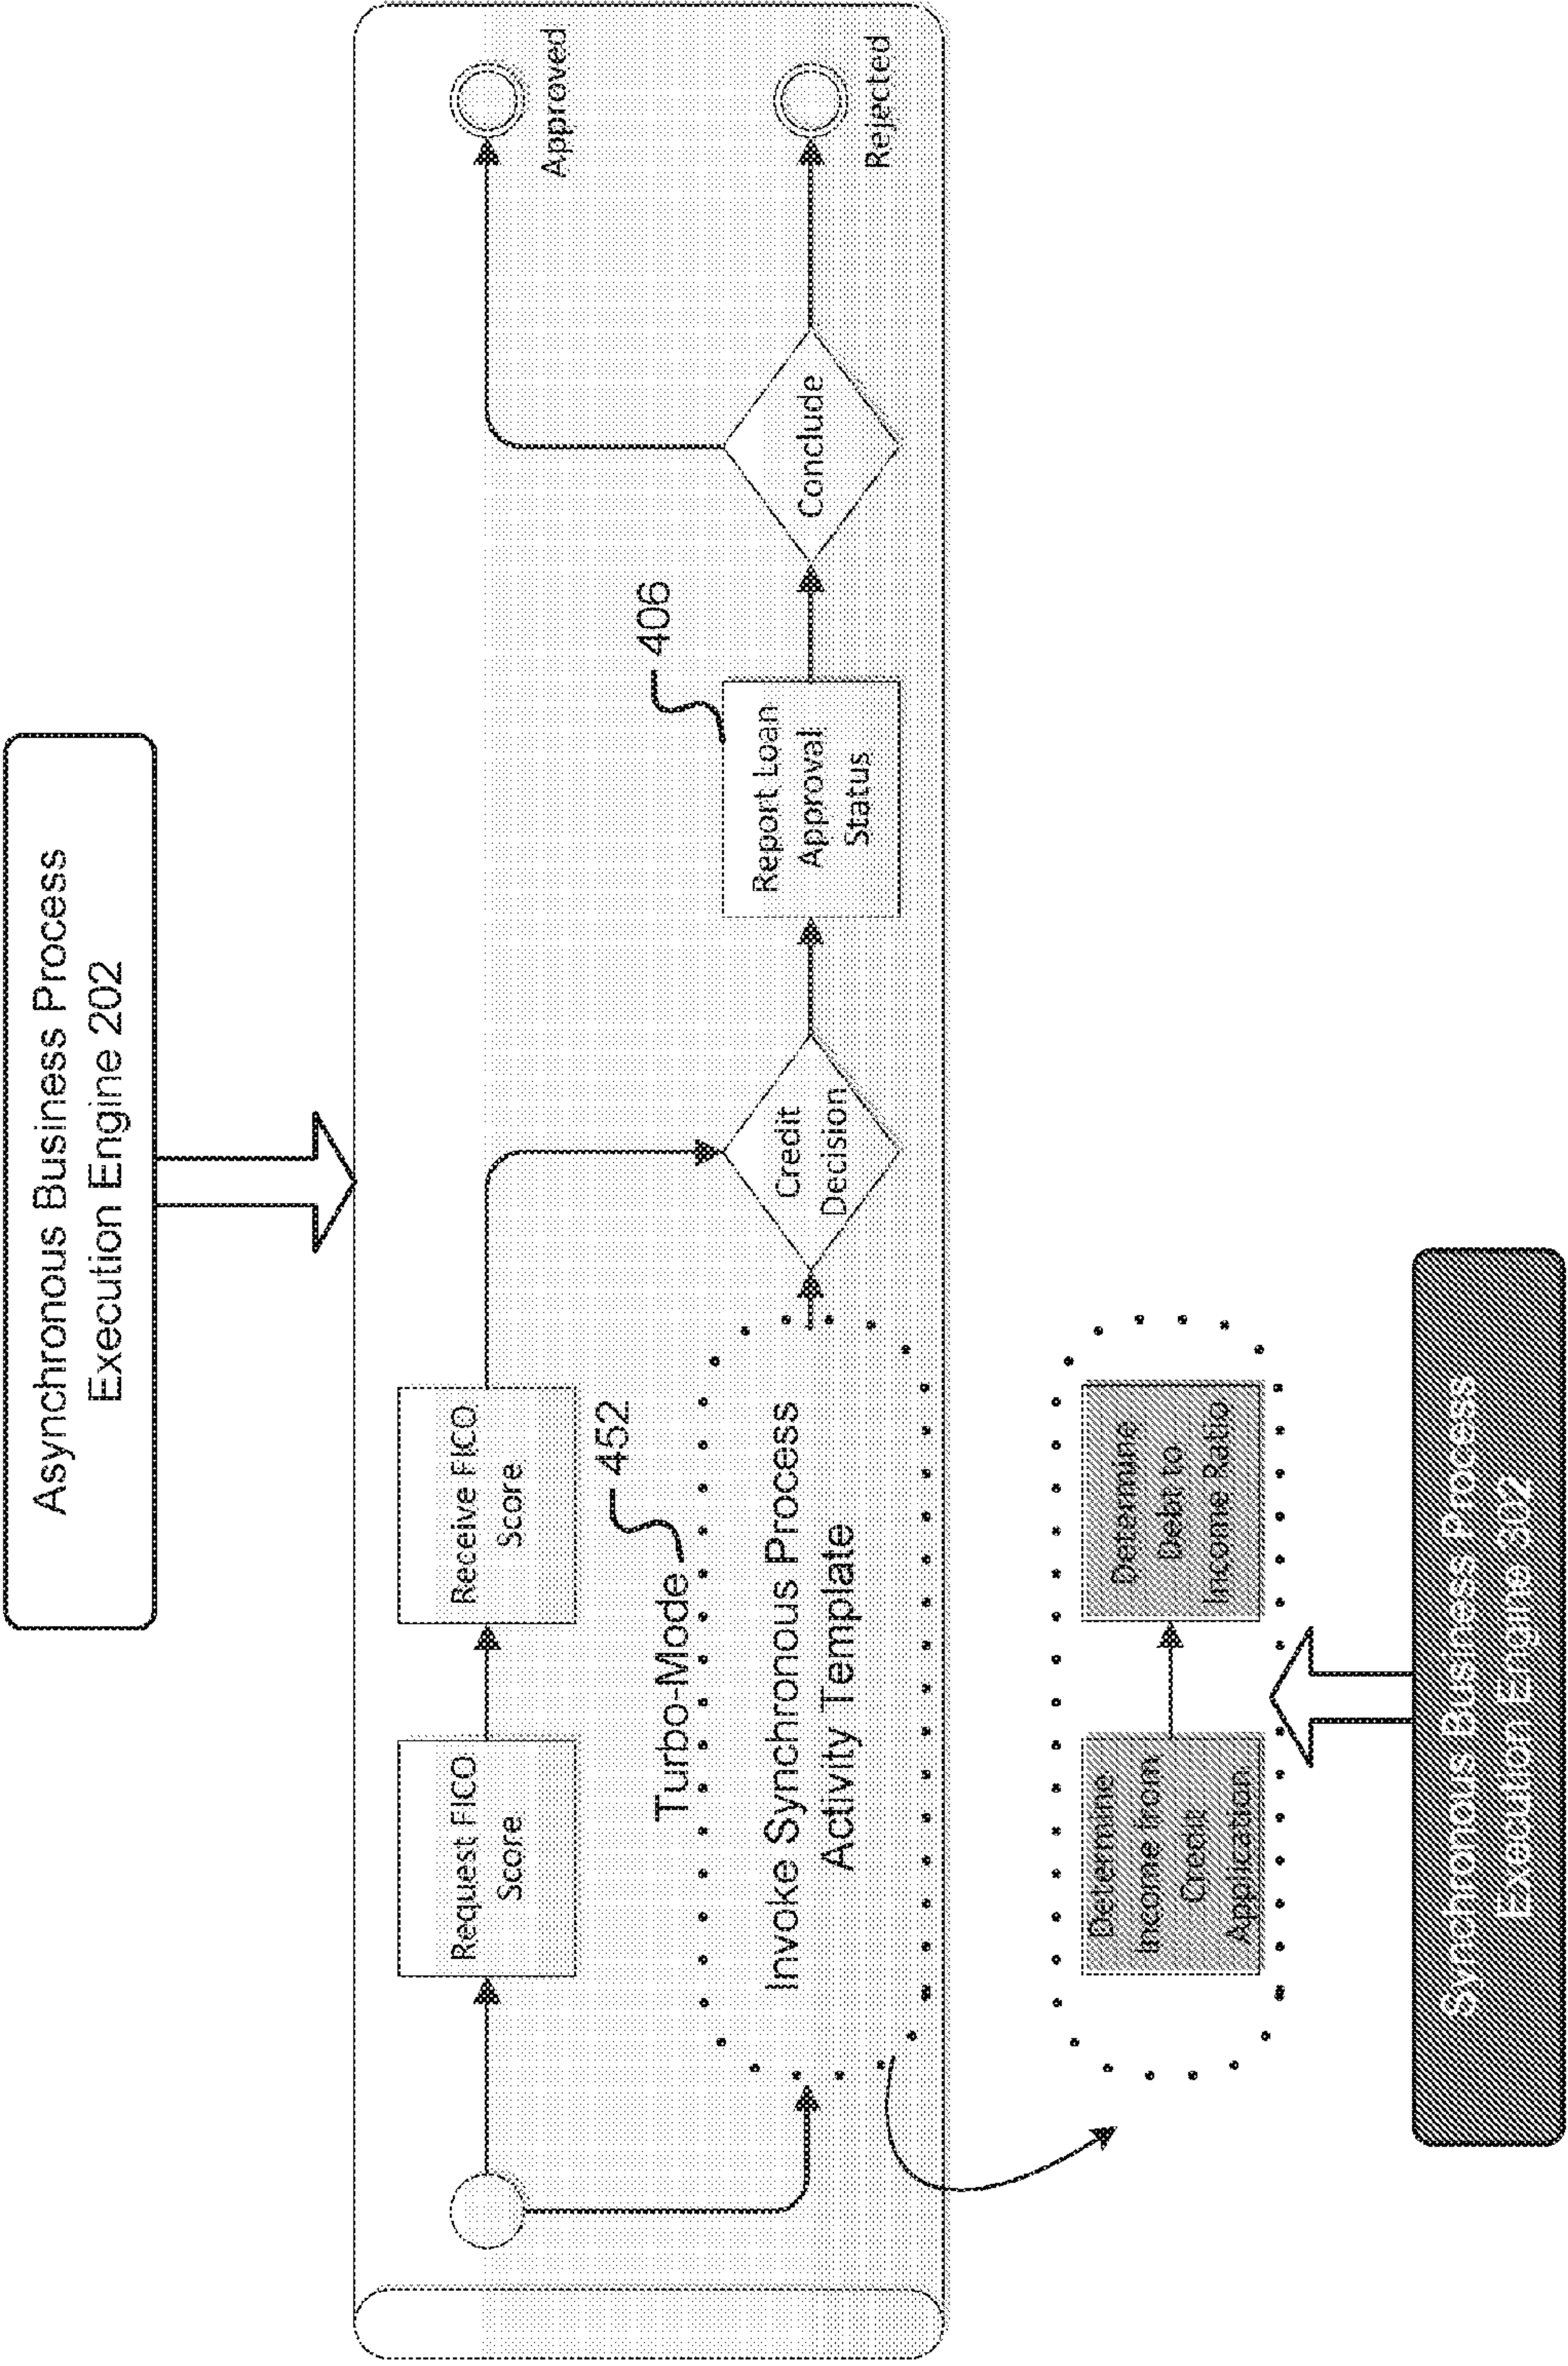 Asynchronous Business Process
Execution Engine 202
Request FICO
Score
Receive FICO
Score
Approved
452
Turbo-Mode
Invoke Synchronous Process
Activity Template
Credit
Decision
406
Report Loan
Approval
Status
Conclude
Rejected
Determine
Income from
Credit
Application
Determine
Debt to
Income Ratio
Synchronous Business Process
Execution Engine 302